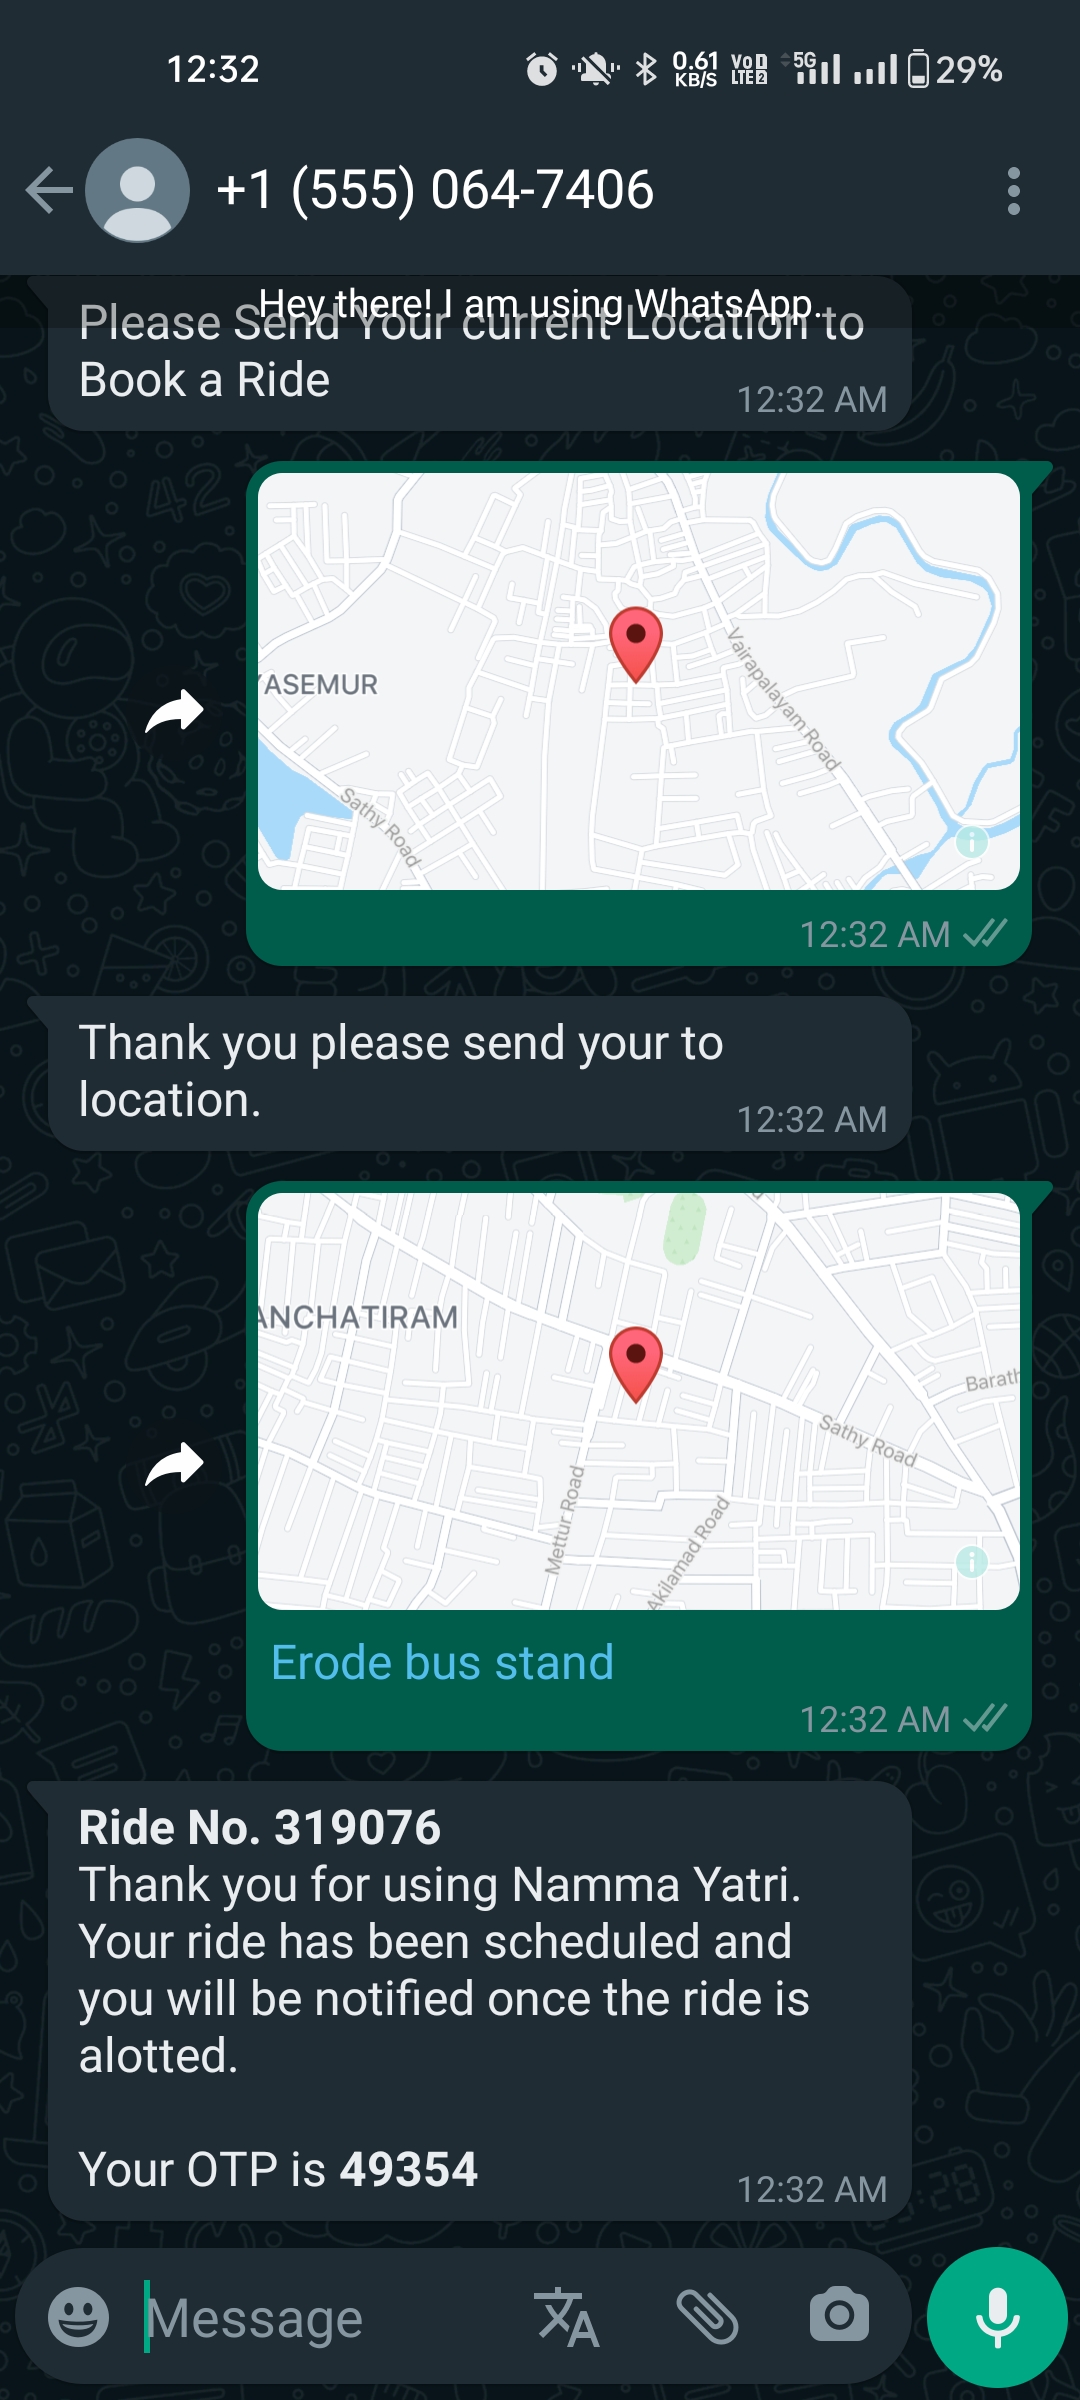 12:32
0.61
KB/S
VoD
LTE2
5G
29%
+1 (555) 064-7406
Hey there! I am using WhatsApp.
Please Send Your current Location to
Book a Ride
12:32 AM
YASEMUR
Vairapalayam Road
Sathy Road
12:32 AM
Thank you please send your to
location.
12:32 AM
ANCHATIRAM
Barath
Sathy Road
Mettur Road
Akilamad Road
Erode bus stand
12:32 AM
Ride No. 319076
Thank you for using Namma Yatri.
Your ride has been scheduled and
you will be notified once the ride is
alotted.
Your OTP is 49354
12:32 AM
Message